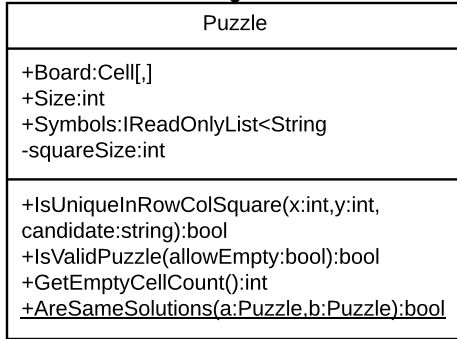 Puzzle
+Board:Cell[,]
+Size:int
+Symbols:IReadOnlyList<String
-squareSize:int
+IsUniqueInRowColSquare(x:int,y:int,
candidate:string):bool
+IsValidPuzzle(allowEmpty:bool):bool
+GetEmptyCellCount():int
+AreSameSolutions(a:Puzzle,b:Puzzle):bool